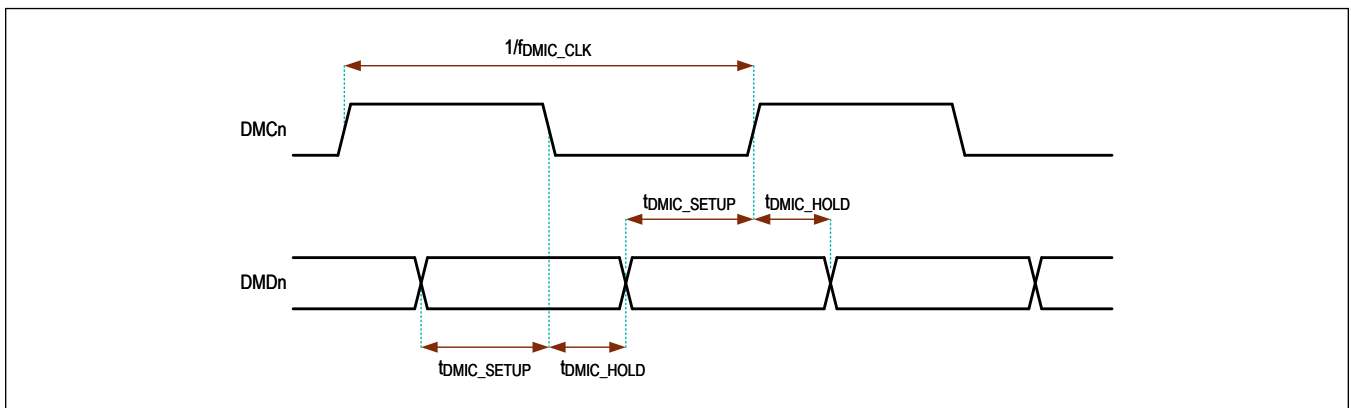 1/fDMIC_CLK
DMCn
tDMIC_SETUP tDMIC_HOLD
DMDn
tDMIC_SETUP tDMIC_HOLD